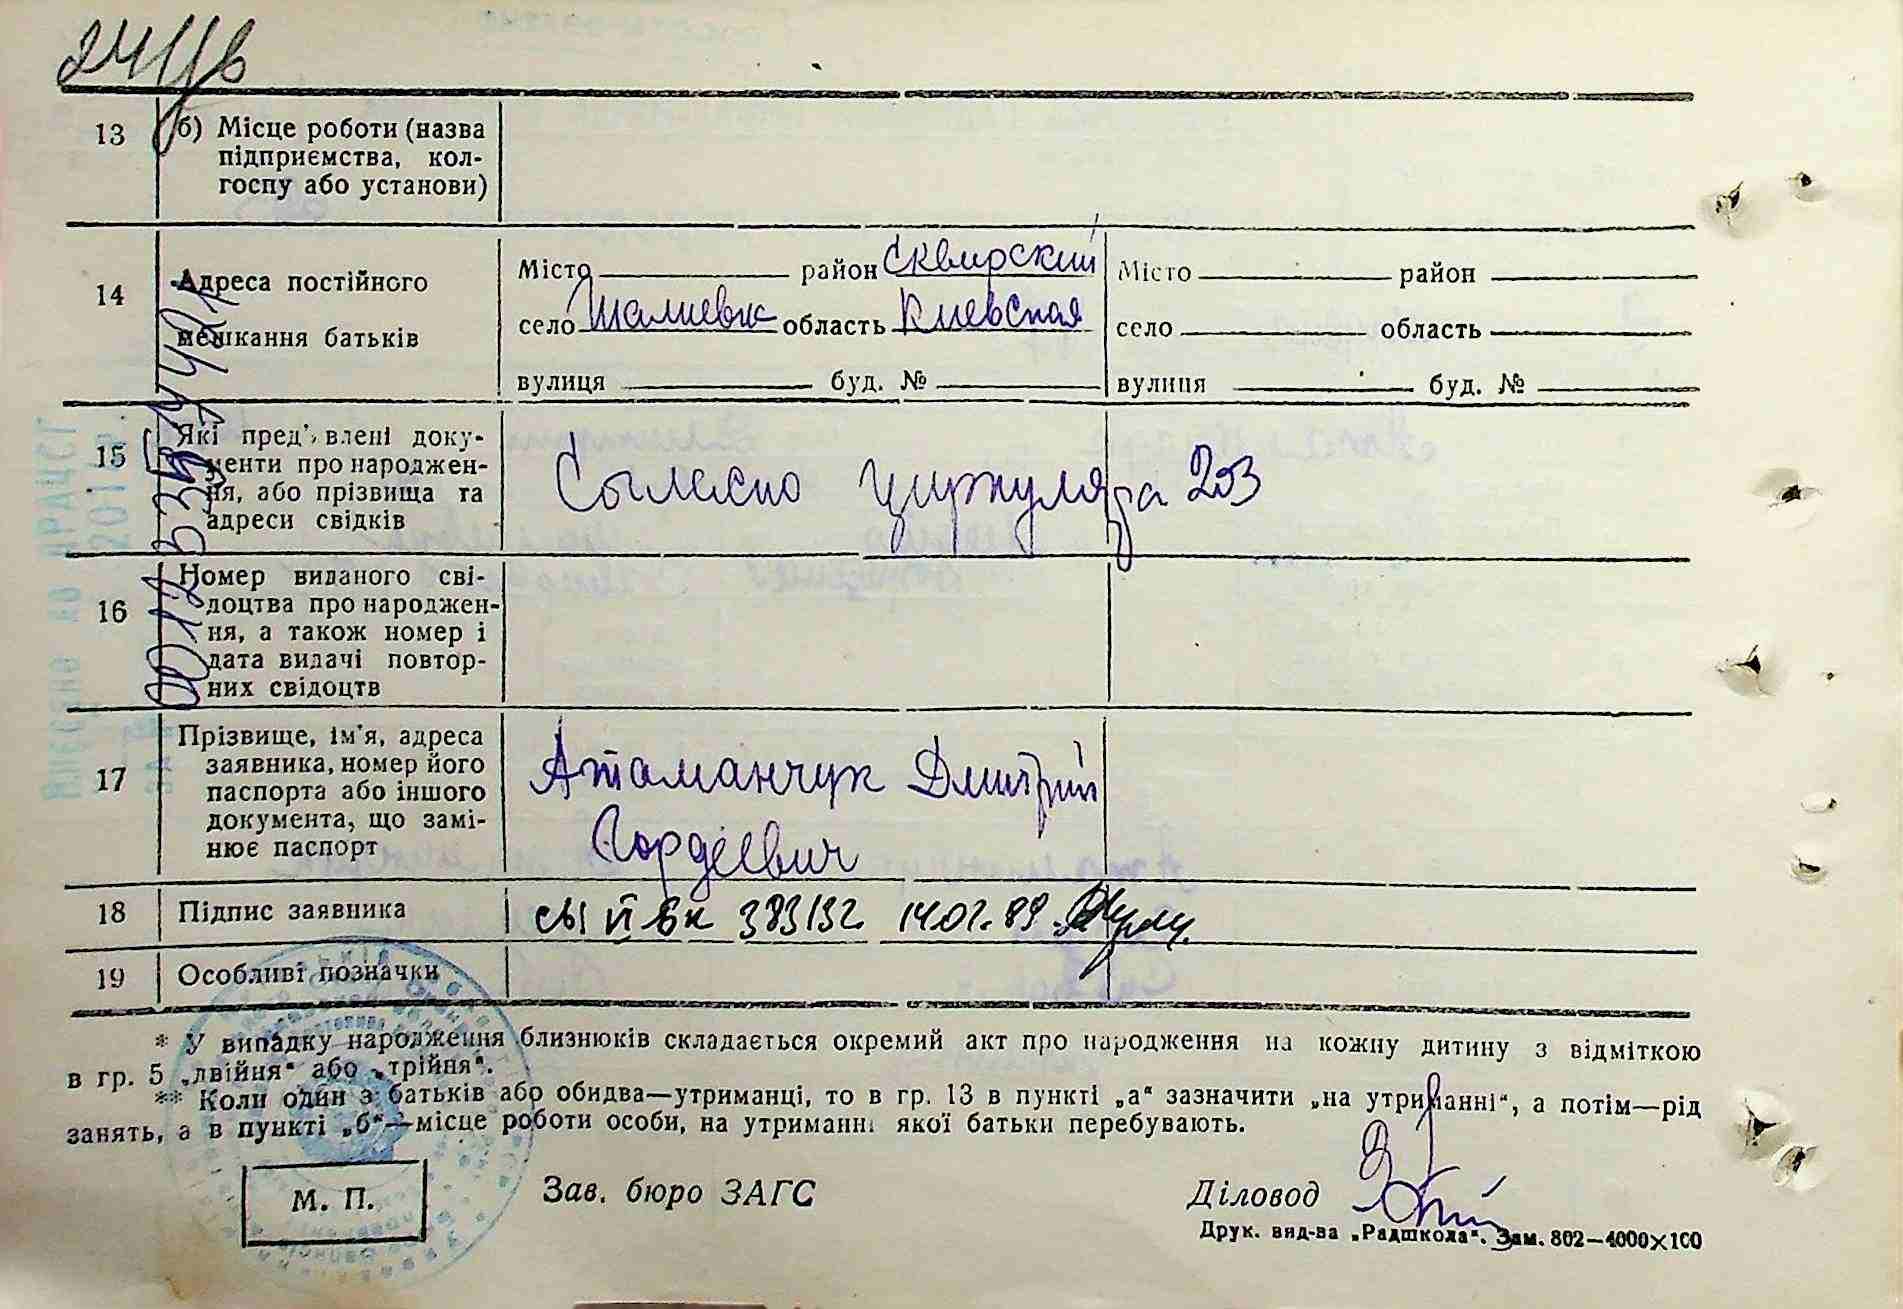 13 б) Місце роботи (назва
підприємства, кол-
госпу або установи)
14 Адреса постійного
мешкання батьків
Місто район Сквирский Місто район
село Шалиевк область Киевская село область
вулиця буд. № вулиця буд. №
15 Які пред'явлені доку-
менти про народжен-
ня, або прізвища та
адреси свідків
Согласно циркуляра 203
16 Номер виданого сві-
доцтва про народжен-
ня, а також номер і
дата видачі повтор-
них свідоцтв
17 Прізвище, ім'я, адреса
заявника, номер його
паспорта або іншого
документа, що замі-
нює паспорт
Атаманчук Дмитрий
Гордеевич
18 Підпис заявника
383132 14.02.89
19 Особливі позначки
* У випадку народження близнюків складається окремий акт про народження на кожну дитину з відміткою
в гр. 5 „двійня“ або „трійня“.
** Коли один з батьків або обидва—утриманці, то в гр. 13 в пункті „а“ зазначити „на утриманні“, а потім—рід
занять, а в пункті „б“—місце роботи особи, на утриманні якої батьки перебувають.
М. П. Зав. бюро ЗАГС Діловод
Друк. вид-ва „Радшкола“. Зам. 802—4000×100